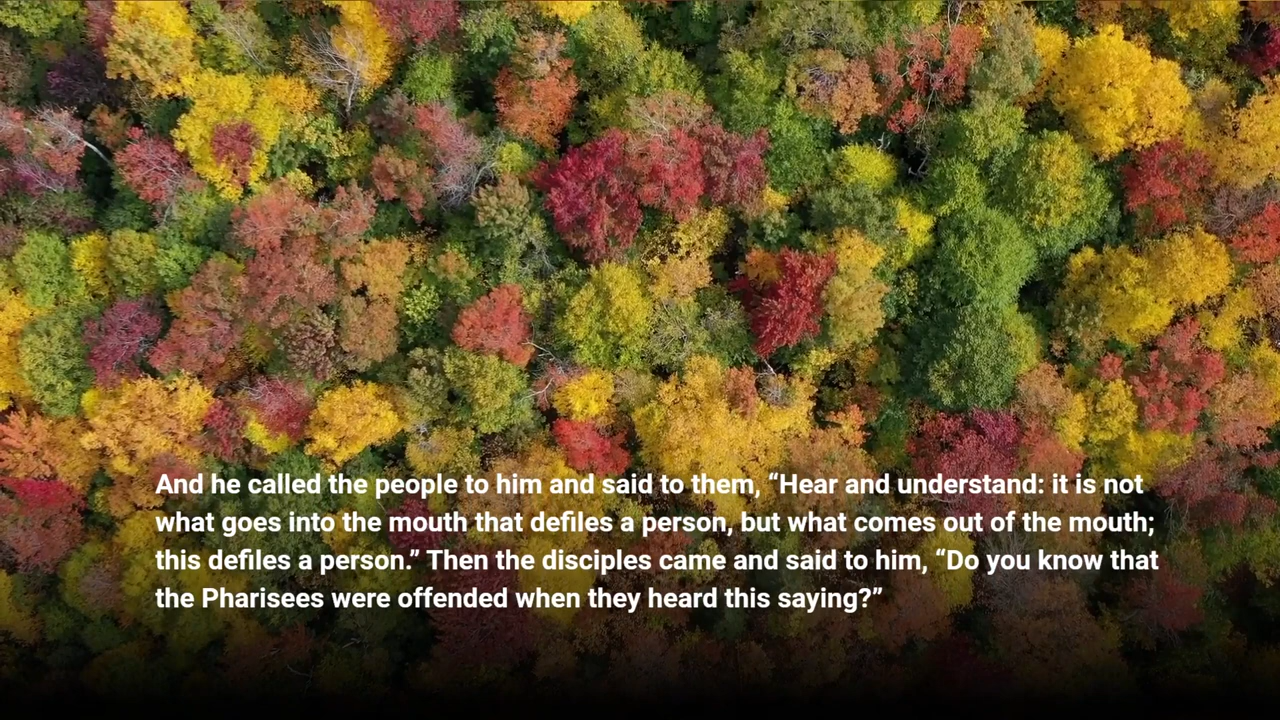 And he called the people to him and said to them, “Hear and understand: it is not
what goes into the mouth that defiles a person, but what comes out of the mouth;
this defiles a person.” Then the disciples came and said to him, “Do you know that
the Pharisees were offended when they heard this saying?”